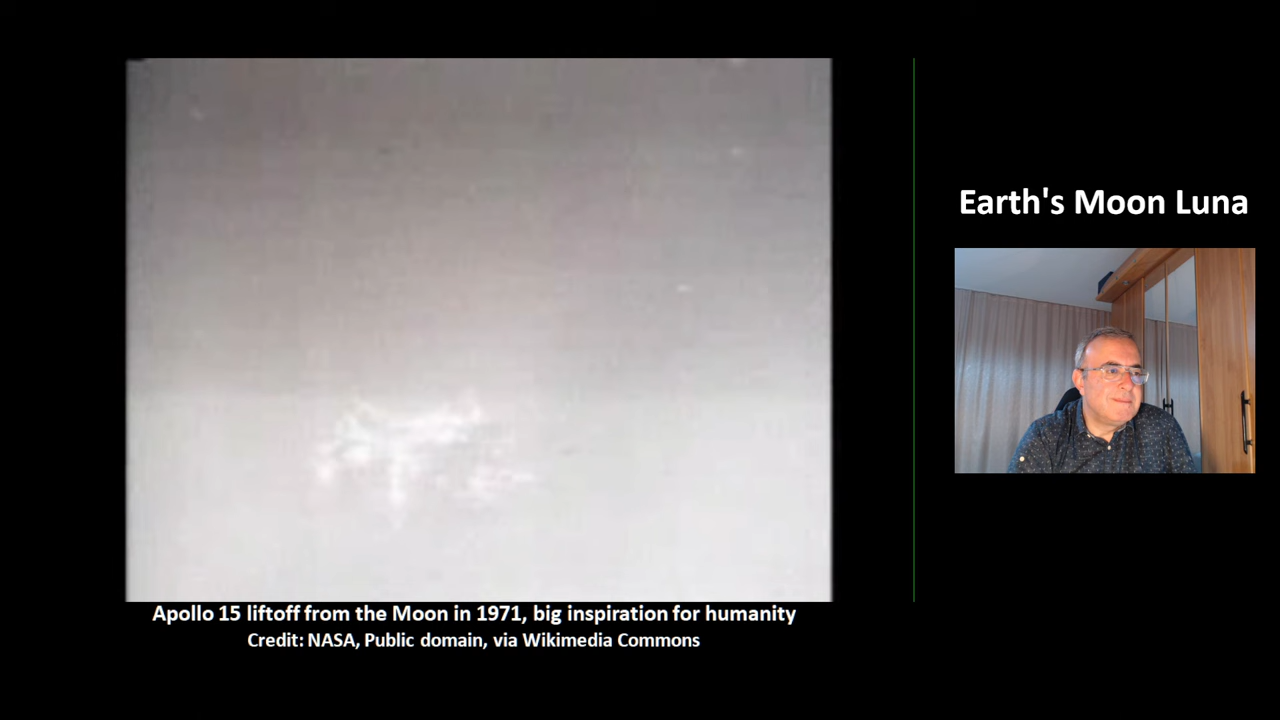 Earth's Moon Luna
Apollo 15 liftoff from the Moon in 1971, big inspiration for humanity
Credit: NASA, Public domain, via Wikimedia Commons